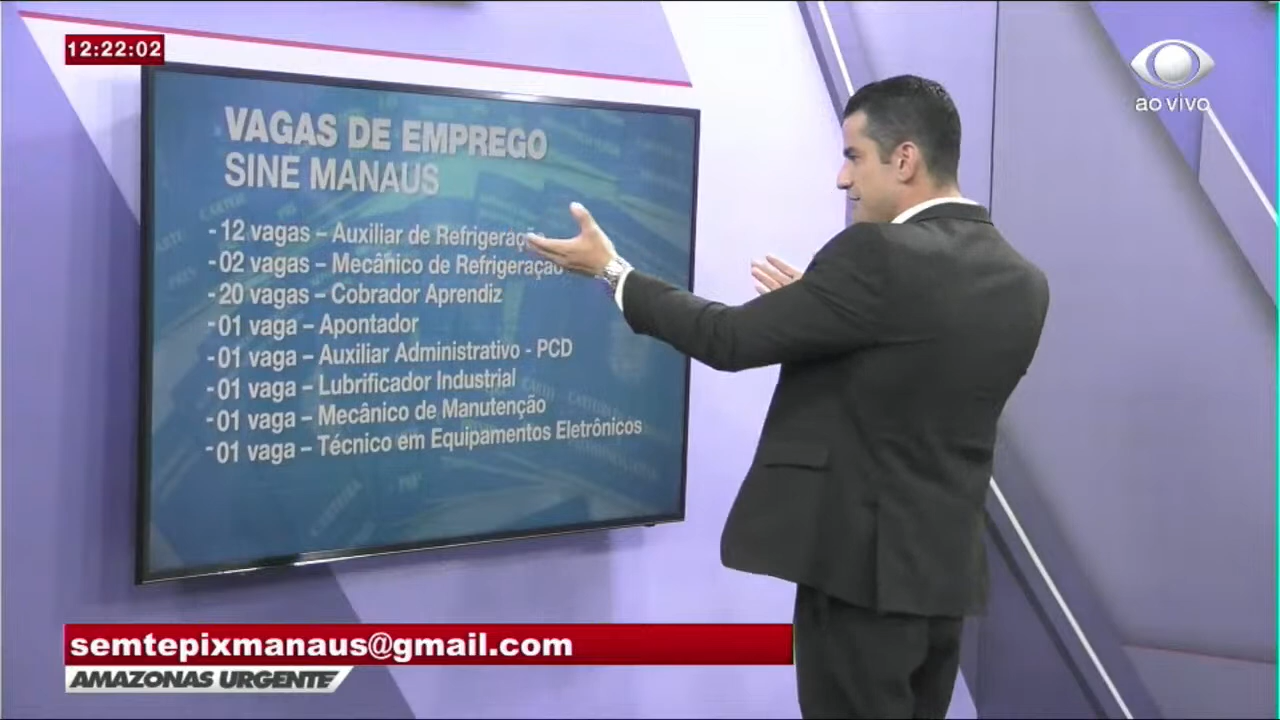 12:22:02
ao vivo
VAGAS DE EMPREGO
SINE MANAUS
- 12 vagas – Auxiliar de Refrigeração
- 02 vagas – Mecânico de Refrigeração
- 20 vagas – Cobrador Aprendiz
- 01 vaga – Apontador
- 01 vaga – Auxiliar Administrativo - PCD
- 01 vaga – Lubrificador Industrial
- 01 vaga – Mecânico de Manutenção
- 01 vaga – Técnico em Equipamentos Eletrônicos
semtepixmanaus@gmail.com
AMAZONAS URGENTE